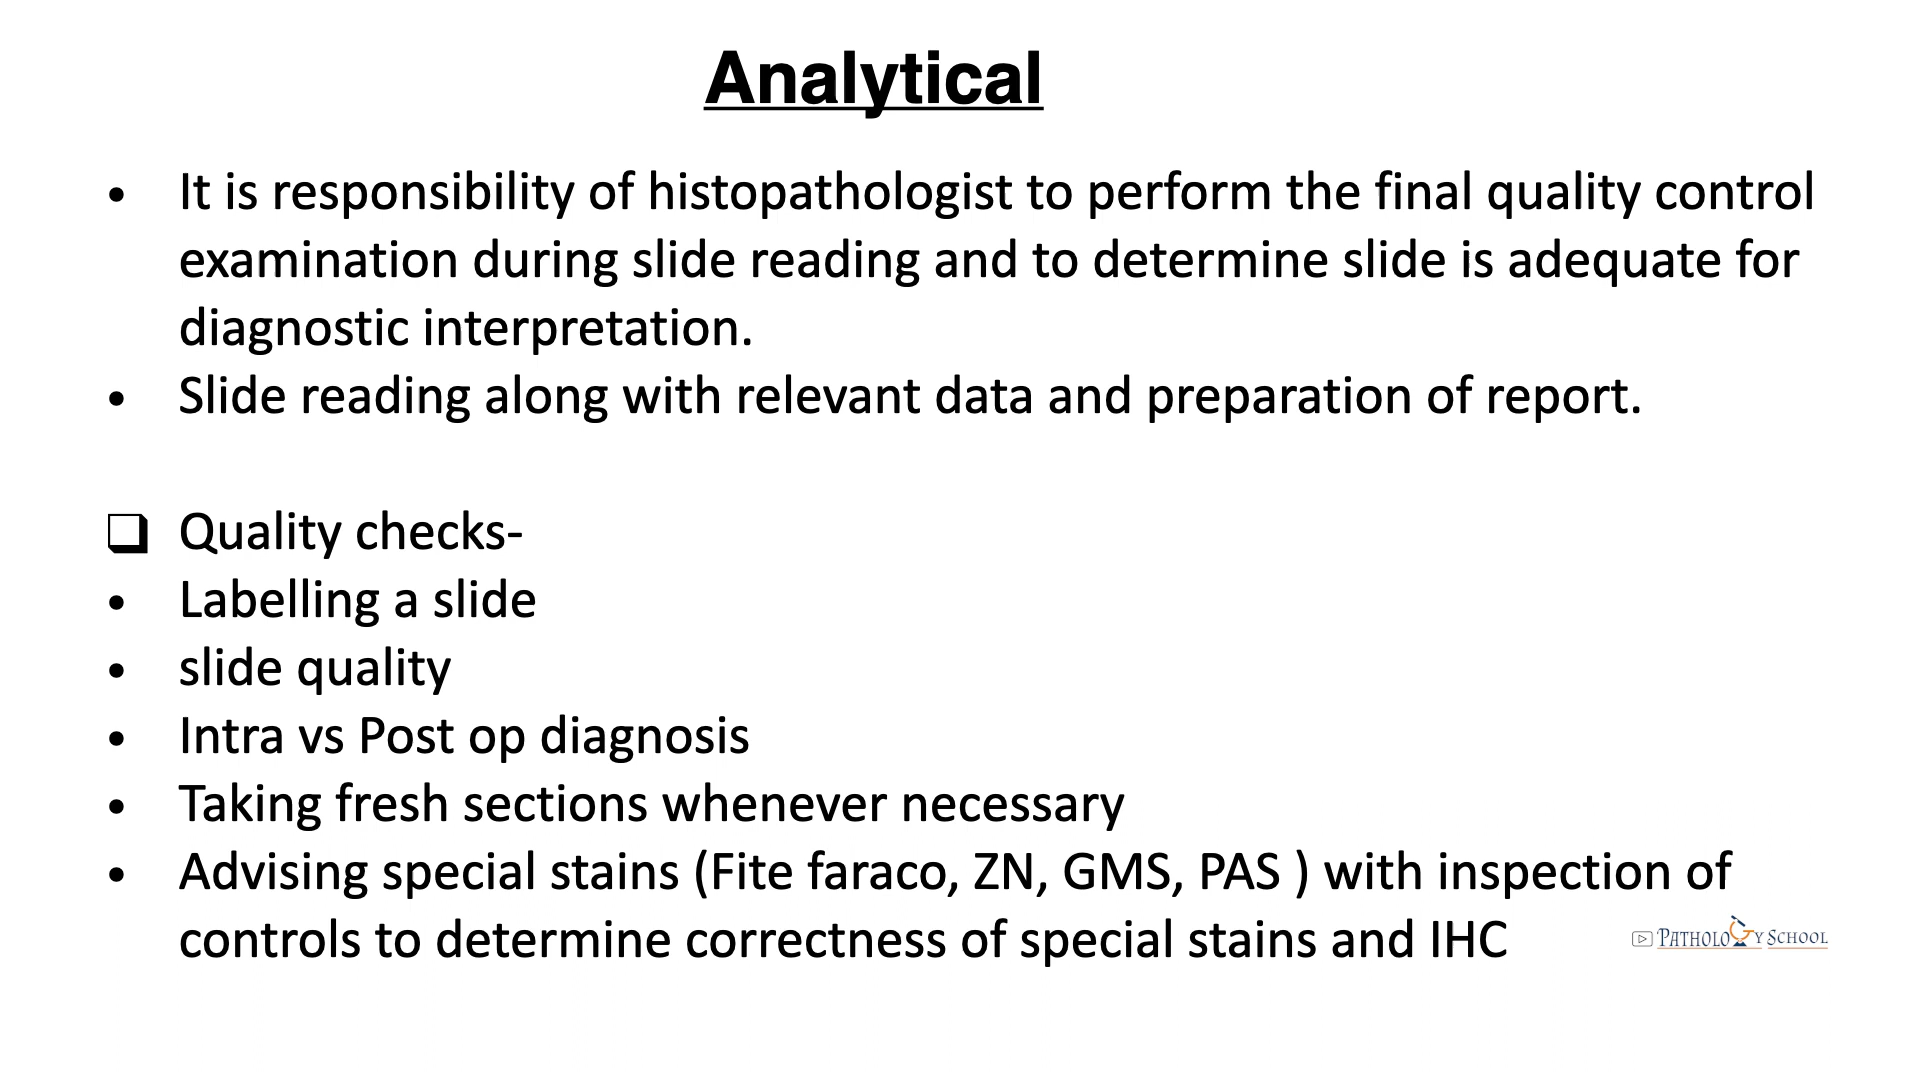 Analytical
• It is responsibility of histopathologist to perform the final quality control
examination during slide reading and to determine slide is adequate for
diagnostic interpretation.
• Slide reading along with relevant data and preparation of report.
❑ Quality checks-
• Labelling a slide
• slide quality
• Intra vs Post op diagnosis
• Taking fresh sections whenever necessary
• Advising special stains (Fite faraco, ZN, GMS, PAS ) with inspection of
controls to determine correctness of special stains and IHC
PATHOLOGY SCHOOL